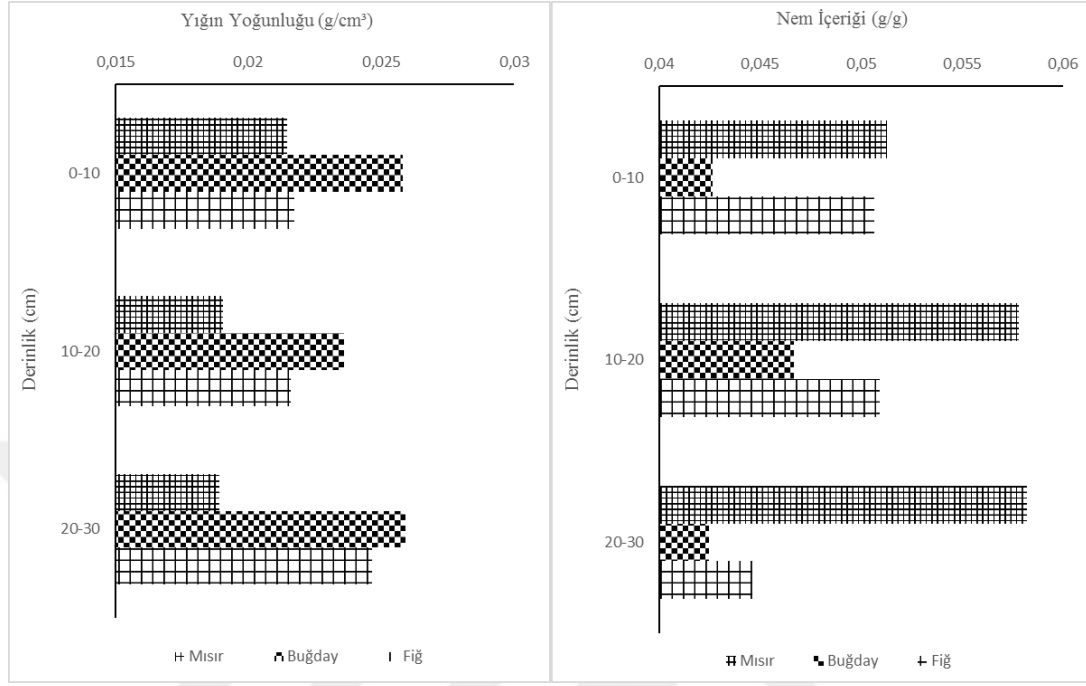 Yığın Yoğunluğu (g/cm³)
0,015 0,02 0,025 0,03
Derinlik (cm)
0-10
10-20
20-30
Mısır Buğday Fiğ
Nem İçeriği (g/g)
0,04 0,045 0,05 0,055 0,06
Derinlik (cm)
0-10
10-20
20-30
Mısır Buğday Fiğ